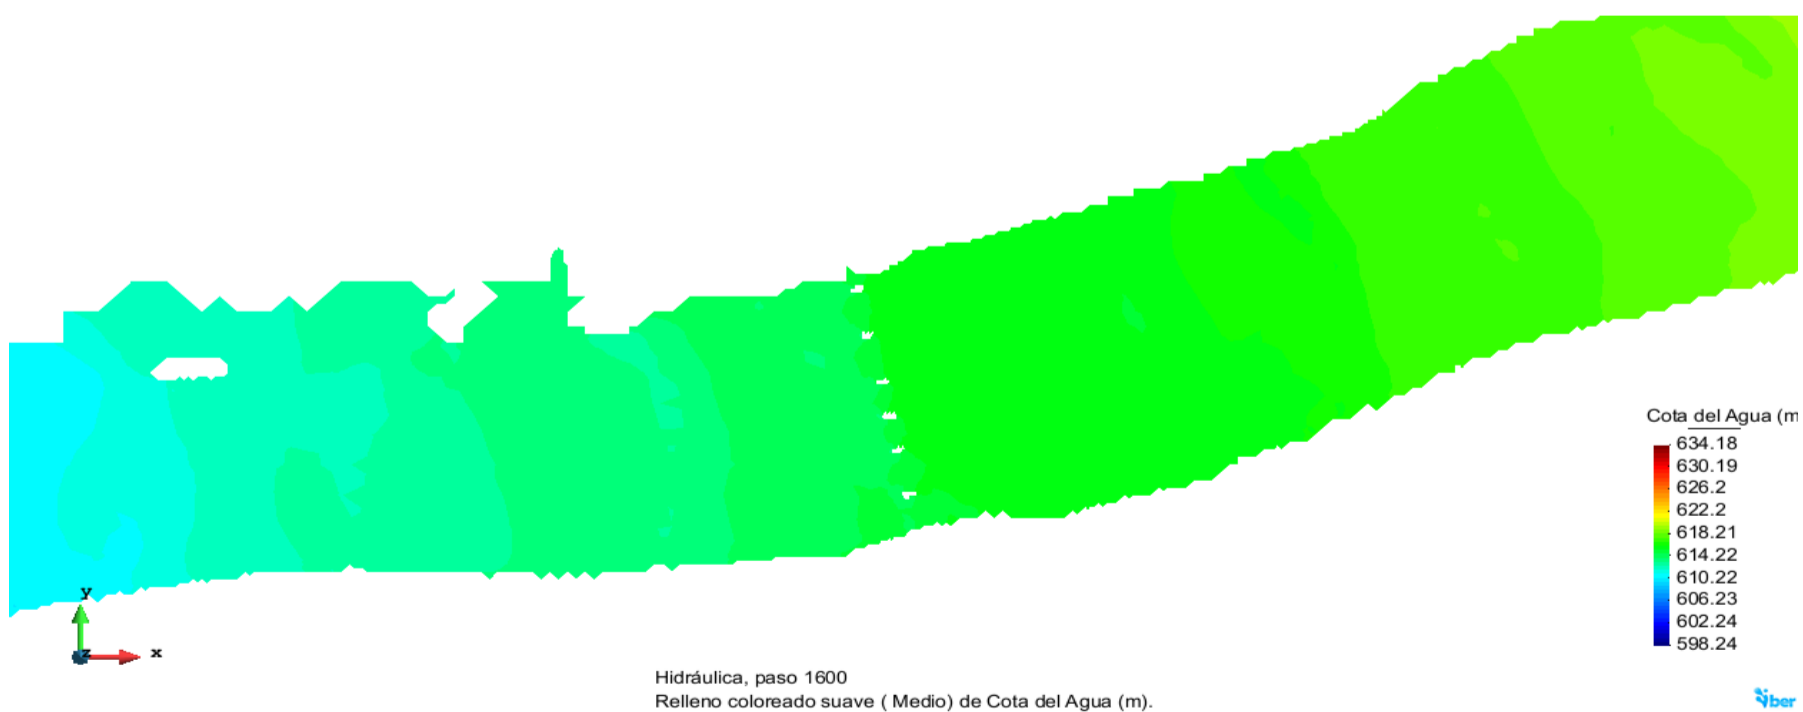 Cota del Agua (m
634.18
630.19
626.2
622.2
618.21
614.22
610.22
606.23
602.24
598.24
y
z
x
Hidráulica, paso 1600
Relleno coloreado suave ( Medio) de Cota del Agua (m).
iber